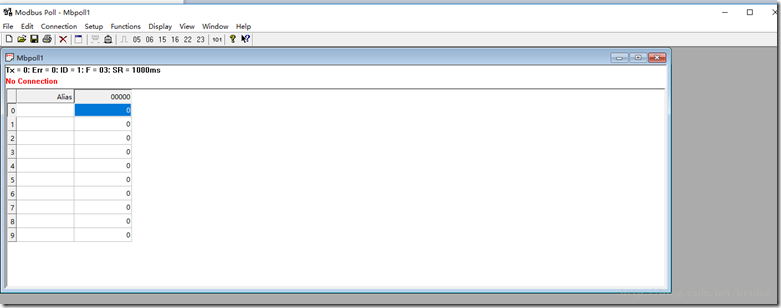 Modbus Poll - Mbpoll1
File Edit Connection Setup Functions Display View Window Help
05 06 15 16 22 23 101
Mbpoll1
Tx = 0: Err = 0: ID = 1: F = 03: SR = 1000ms
No Connection
Alias 00000
0 0
1 0
2 0
3 0
4 0
5 0
6 0
7 0
8 0
9 0